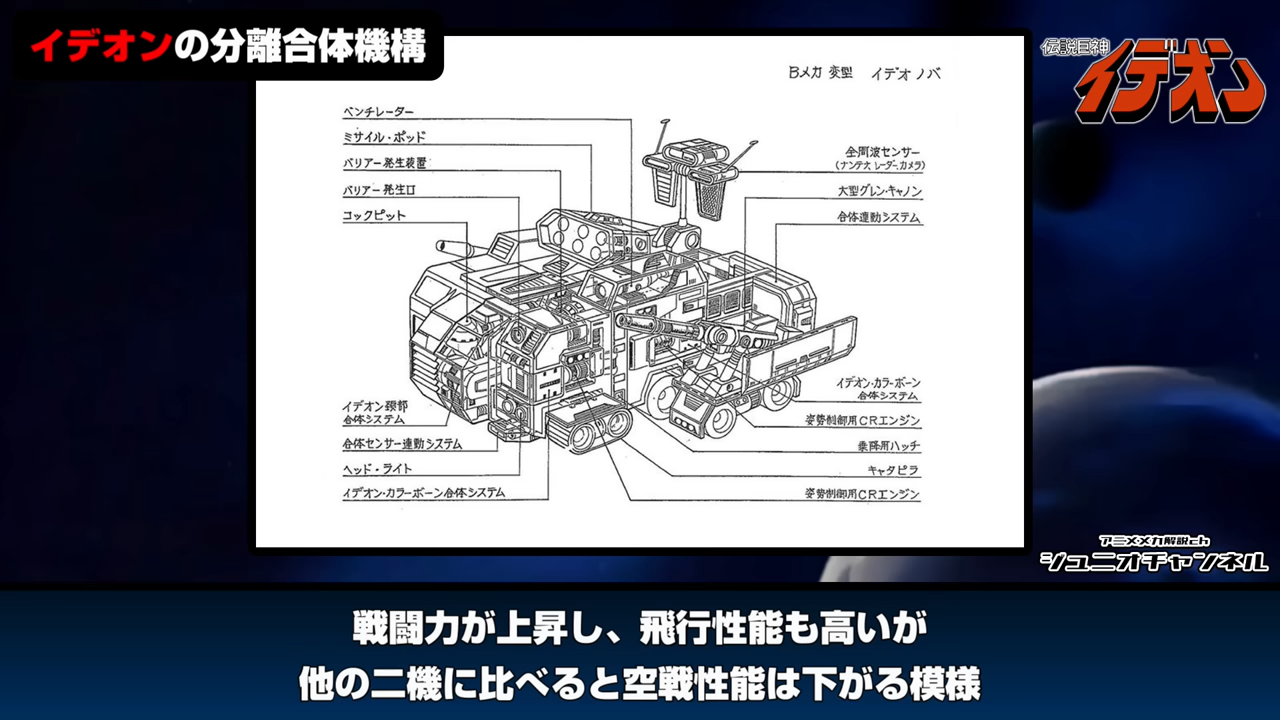 イデオンの分離合体機構
伝説巨神
イデオン
Bメカ 変型 イデオ ノバ
ベンチレーター
ミサイル・ポッド
バリアー発生装置
バリアー発生口
コックピット
全周波センサー
(アンテナ レーダー、カメラ)
大型グレン・キャノン
合体連動システム
イデオン頚部
合体システム
合体センサー連動システム
ヘッド・ライト
イデオン・カラーボーン合体システム
イデオン・カラーボーン
合体システム
姿勢制御用CRエンジン
乗降用ハッチ
キャタピラ
姿勢制御用CRエンジン
アニメメカ解説ch
ジュニオチャンネル
戦闘力が上昇し、飛行性能も高いが
他の二機に比べると空戦性能は下がる模様